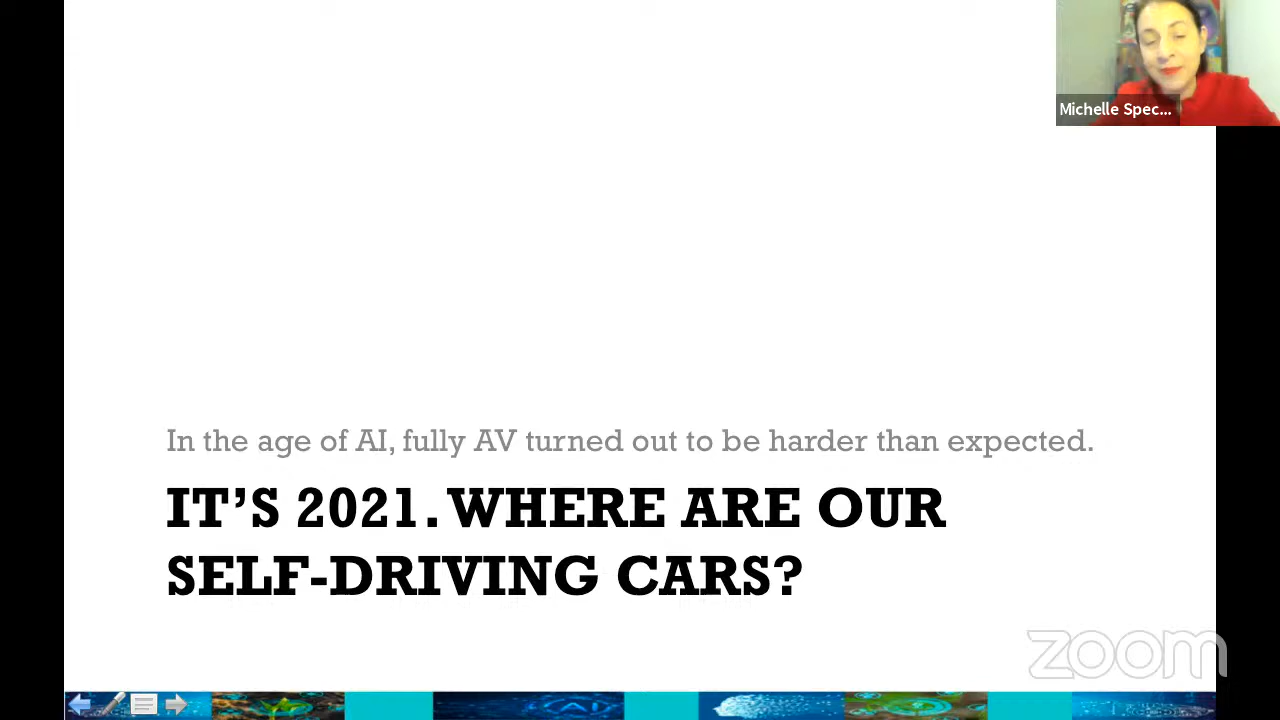 Michelle Spec...
In the age of AI, fully AV turned out to be harder than expected.
IT’S 2021. WHERE ARE OUR
SELF-DRIVING CARS?
zoom
AI